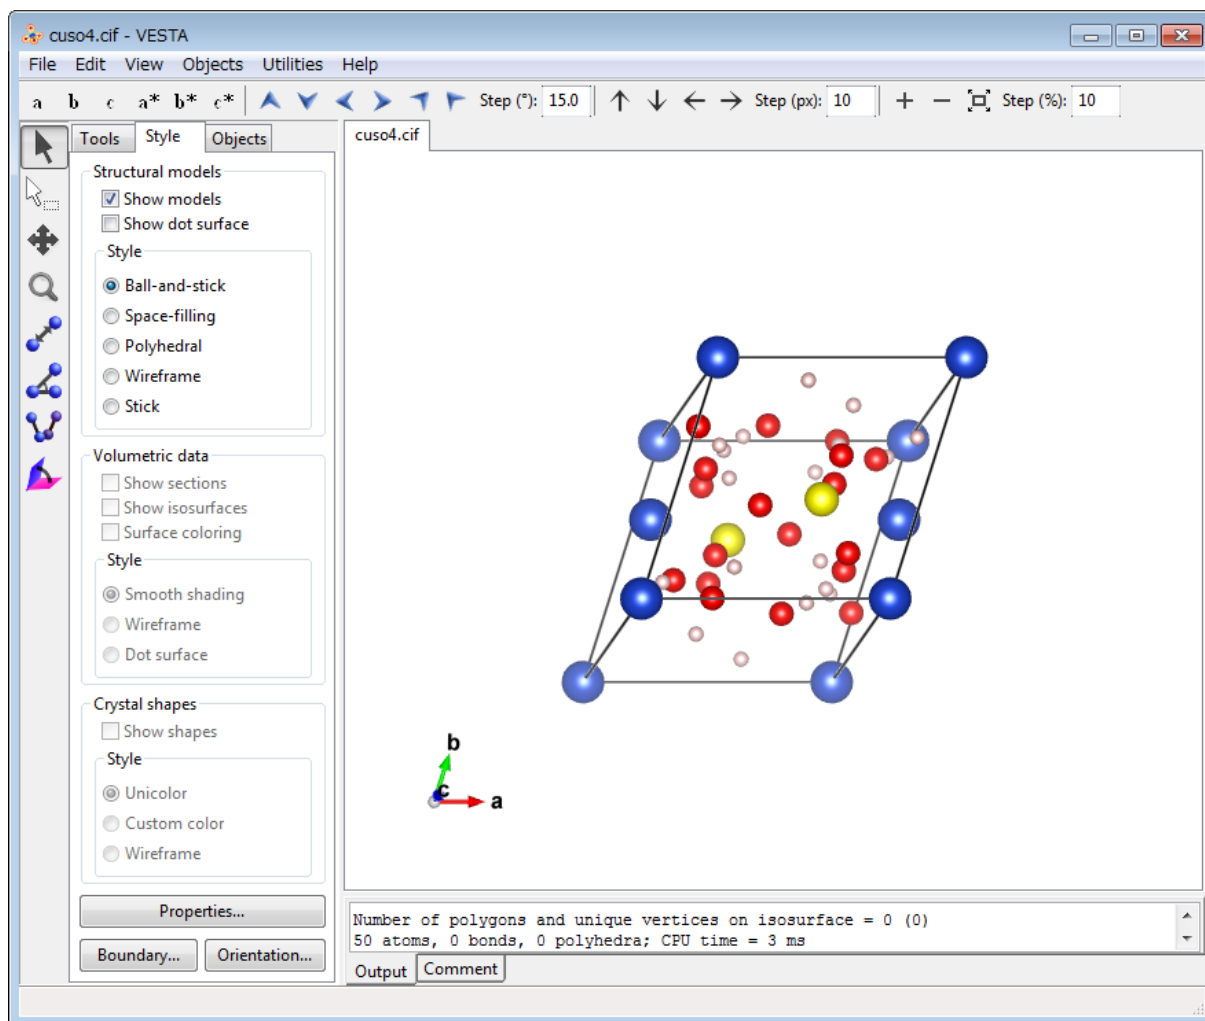 cuso4.cif - VESTA
File Edit View Objects Utilities Help
a b c a* b* c* Step (°): 15.0 Step (px): 10 Step (%): 10
Tools Style Objects
cuso4.cif
Structural models
Show models
Show dot surface
Style
Ball-and-stick
Space-filling
Polyhedral
Wireframe
Stick
Volumetric data
Show sections
Show isosurfaces
Surface coloring
Style
Smooth shading
Wireframe
Dot surface
Crystal shapes
Show shapes
Style
Unicolor
Custom color
Wireframe
Properties...
Boundary... Orientation...
b
c
a
Number of polygons and unique vertices on isosurface = 0 (0)
50 atoms, 0 bonds, 0 polyhedra; CPU time = 3 ms
Output Comment